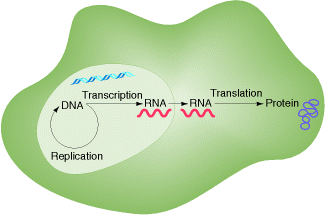 Transcription
Translation
DNA
RNA
RNA
Protein
Replication